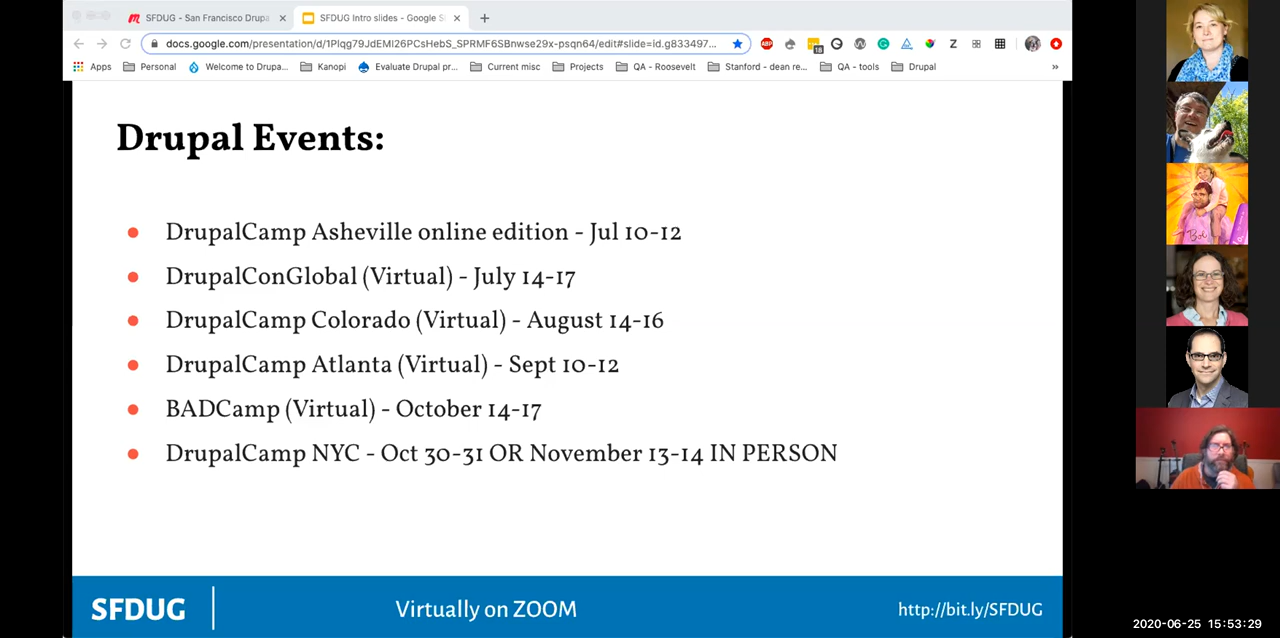 SFDUG - San Francisco Drupa
SFDUG Intro slides - Google S
docs.google.com/presentation/d/1Plqg79JdEMI26PCsHebS_SPRMF6SBnwse29x-psqn64/edit#slide=id.g833497...
ABP
18
Z
Apps
Personal
Welcome to Drupa...
Kanopi
Evaluate Drupal pr...
Current misc
Projects
QA - Roosevelt
Stanford - dean re...
QA - tools
Drupal
»
Drupal Events:
DrupalCamp Asheville online edition - Jul 10-12
DrupalConGlobal (Virtual) - July 14-17
DrupalCamp Colorado (Virtual) - August 14-16
DrupalCamp Atlanta (Virtual) - Sept 10-12
BADCamp (Virtual) - October 14-17
DrupalCamp NYC - Oct 30-31 OR November 13-14 IN PERSON
SFDUG
Virtually on ZOOM
http://bit.ly/SFDUG
2020-06-25 15:53:29